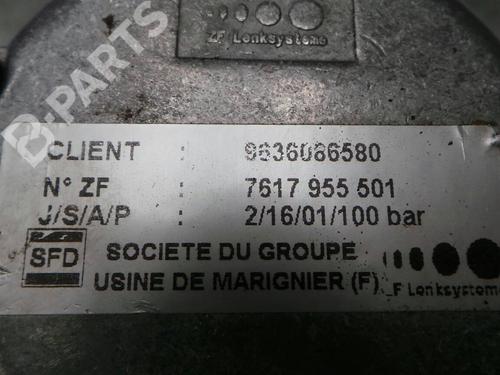 ZF Lenksysteme
B-PARTS
CLIENT : 9636086580
N° ZF : 7617 955 501
J/S/A/P : 2/16/01/100 bar
SFD SOCIETE DU GROUPE
USINE DE MARIGNIER (F) F Lenksysteme